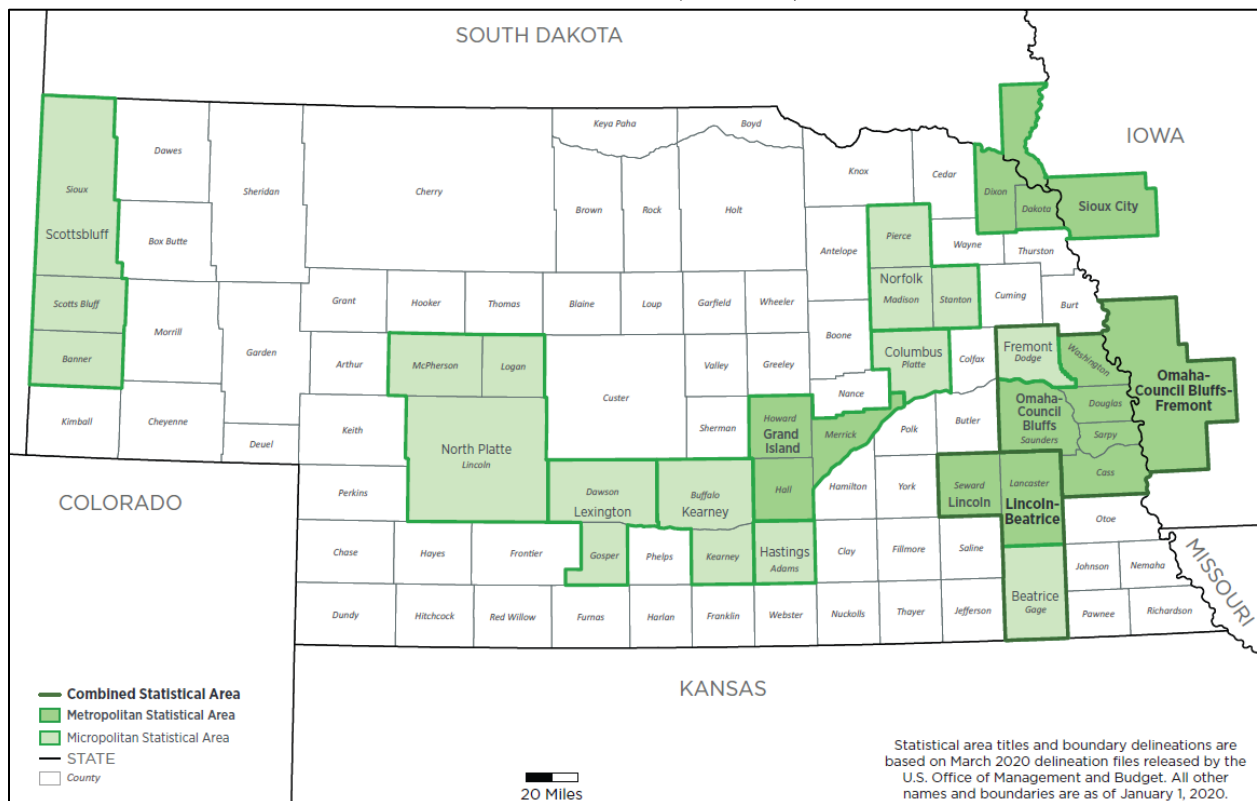 SOUTH DAKOTA
IOWA
Keya Paha
Boyd
Dawes
Sheridan
Cherry
Knox
Cedar
Dixon
Dakota
Sioux City
Sioux
Scottsbluff
Box Butte
Brown
Rock
Holt
Antelope
Pierce
Wayne
Thurston
Norfolk
Madison
Stanton
Cuming
Burt
Scotts Bluff
Banner
Morrill
Garden
Grant
Hooker
Thomas
Blaine
Loup
Garfield
Wheeler
Boone
Arthur
McPherson
Logan
Custer
Valley
Greeley
Columbus
Platte
Colfax
Fremont
Dodge
Washington
Omaha-
Council Bluffs-
Fremont
Kimball
Cheyenne
Deuel
Keith
Nance
Sherman
Howard
Grand
Island
Merrick
Polk
Butler
Omaha-
Council
Bluffs
Saunders
Douglas
Sarpy
Cass
North Platte
Lincoln
Hall
Hamilton
York
Seward
Lincoln
Lancaster
Lincoln-
Beatrice
Otoe
COLORADO
Perkins
Dawson
Lexington
Buffalo
Kearney
Chase
Hayes
Frontier
Gosper
Phelps
Kearney
Hastings
Adams
Clay
Fillmore
Saline
Johnson
Nemaha
MISSOURI
Dundy
Hitchcock
Red Willow
Furnas
Harlan
Franklin
Webster
Nuckolls
Thayer
Jefferson
Beatrice
Gage
Pawnee
Richardson
KANSAS
Combined Statistical Area
Metropolitan Statistical Area
Micropolitan Statistical Area
STATE
County
20 Miles
Statistical area titles and boundary delineations are
based on March 2020 delineation files released by the
U.S. Office of Management and Budget. All other
names and boundaries are as of January 1, 2020.